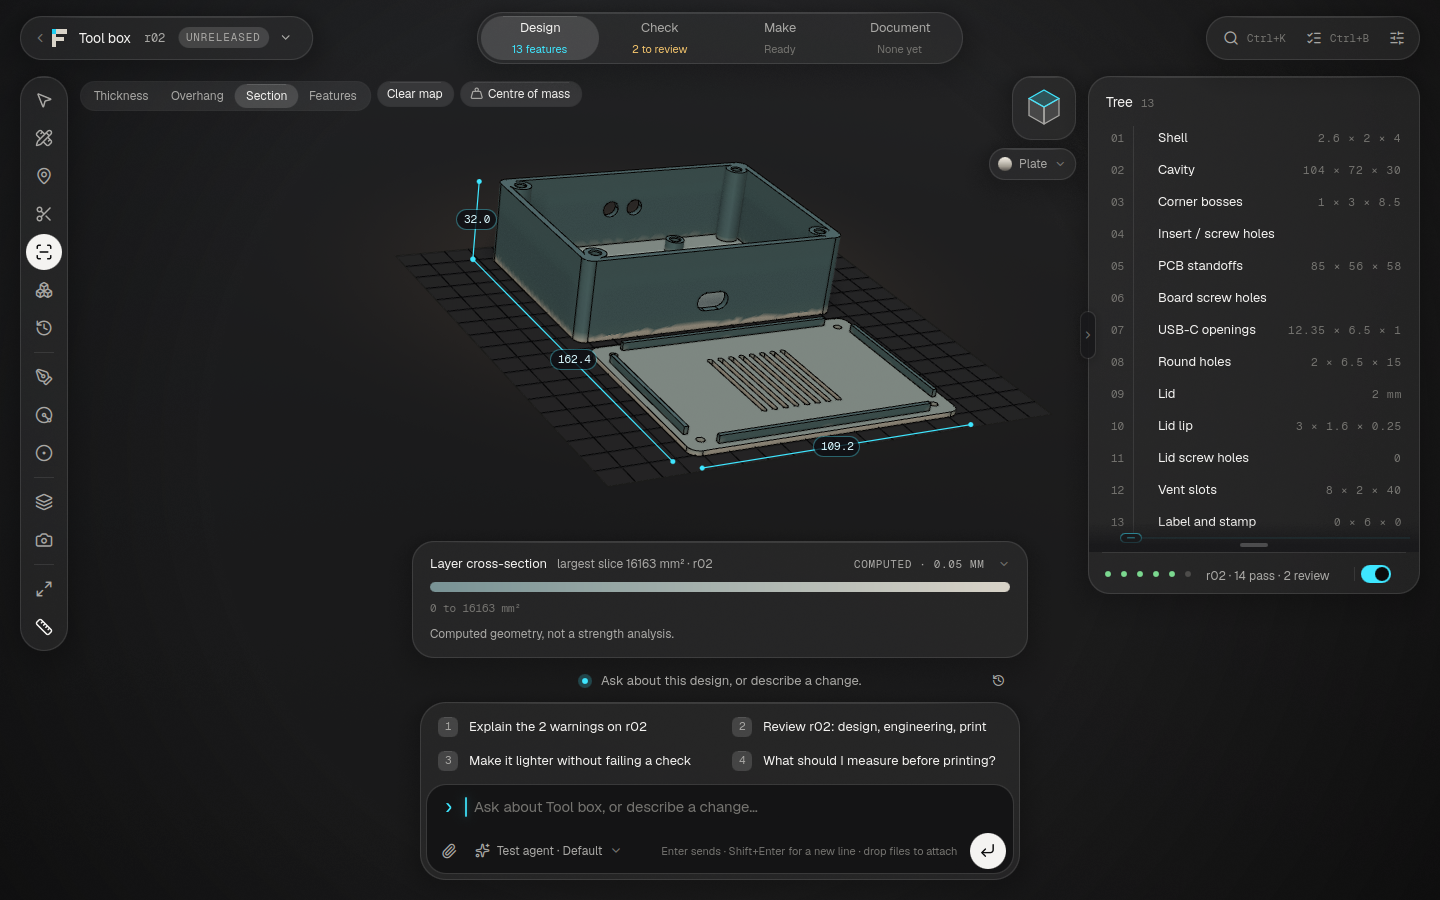 Tool box r02 UNRELEASED
Design
13 features
Check
2 to review
Make
Ready
Document
None yet
Ctrl+K
Ctrl+B
Thickness
Overhang
Section
Features
Clear map
Centre of mass
Plate
32.0
162.4
109.2
Tree 13
01 Shell 2.6 × 2 × 4
02 Cavity 104 × 72 × 30
03 Corner bosses 1 × 3 × 8.5
04 Insert / screw holes
05 PCB standoffs 85 × 56 × 58
06 Board screw holes
07 USB-C openings 12.35 × 6.5 × 1
08 Round holes 2 × 6.5 × 15
09 Lid 2 mm
10 Lid lip 3 × 1.6 × 0.25
11 Lid screw holes 0
12 Vent slots 8 × 2 × 40
13 Label and stamp 0 × 6 × 0
r02 · 14 pass · 2 review
Layer cross-section largest slice 16163 mm² · r02 COMPUTED · 0.05 MM
0 to 16163 mm²
Computed geometry, not a strength analysis.
Ask about this design, or describe a change.
1 Explain the 2 warnings on r02
2 Review r02: design, engineering, print
3 Make it lighter without failing a check
4 What should I measure before printing?
Ask about Tool box, or describe a change...
Test agent · Default
Enter sends · Shift+Enter for a new line · drop files to attach